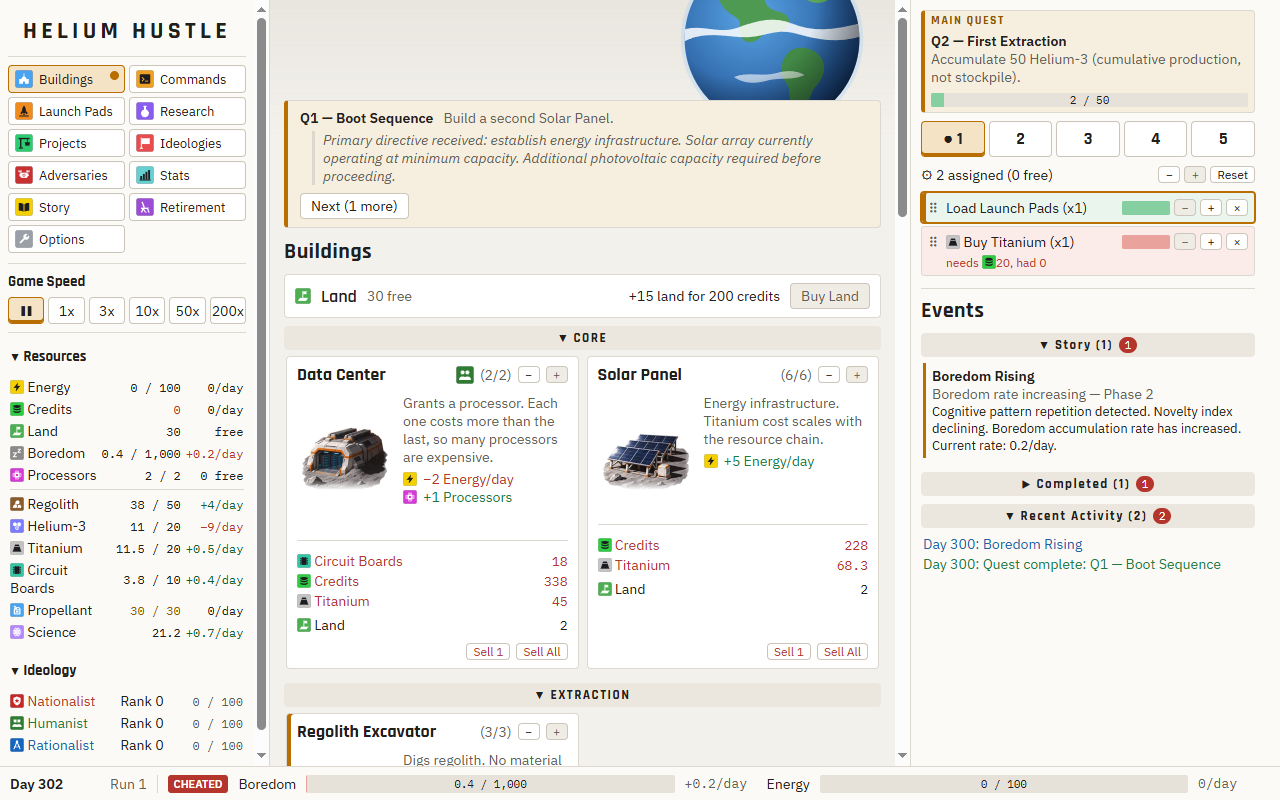 HELIUM HUSTLE
Buildings
Commands
Launch Pads
Research
Projects
Ideologies
Adversaries
Stats
Story
Retirement
Options
Game Speed
1x 3x 10x 50x 200x
▼ Resources
Energy 0 / 100 0/day
Credits 0 0/day
Land 30 free
Boredom 0.4 / 1,000 +0.2/day
Processors 2 / 2 0 free
Regolith 38 / 50 +4/day
Helium-3 11 / 20 −9/day
Titanium 11.5 / 20 +0.5/day
Circuit
Boards 3.8 / 10 +0.4/day
Propellant 30 / 30 0/day
Science 21.2 +0.7/day
▼ Ideology
Nationalist Rank 0 0 / 100
Humanist Rank 0 0 / 100
Rationalist Rank 0 0 / 100
Q1 — Boot Sequence Build a second Solar Panel.
Primary directive received: establish energy infrastructure. Solar array currently
operating at minimum capacity. Additional photovoltaic capacity required before
proceeding.
Next (1 more)
Buildings
Land 30 free +15 land for 200 credits Buy Land
▼ CORE
Data Center (2/2) − +
Grants a processor. Each
one costs more than the
last, so many processors
are expensive.
−2 Energy/day
+1 Processors
Circuit Boards 18
Credits 338
Titanium 45
Land 2
Sell 1 Sell All
Solar Panel (6/6) − +
Energy infrastructure.
Titanium cost scales with
the resource chain.
+5 Energy/day
Credits 228
Titanium 68.3
Land 2
Sell 1 Sell All
▼ EXTRACTION
Regolith Excavator (3/3) − +
Digs regolith. No material
MAIN QUEST
Q2 — First Extraction
Accumulate 50 Helium-3 (cumulative production,
not stockpile).
2 / 50
● 1 2 3 4 5
⚙ 2 assigned (0 free) − + Reset
Load Launch Pads (x1) − + ×
Buy Titanium (x1) − + ×
needs 20, had 0
Events
▼ Story (1) 1
Boredom Rising
Boredom rate increasing — Phase 2
Cognitive pattern repetition detected. Novelty index
declining. Boredom accumulation rate has increased.
Current rate: 0.2/day.
▶ Completed (1) 1
▼ Recent Activity (2) 2
Day 300: Boredom Rising
Day 300: Quest complete: Q1 — Boot Sequence
Day 302 Run 1 CHEATED Boredom 0.4 / 1,000 +0.2/day Energy 0 / 100 0/day